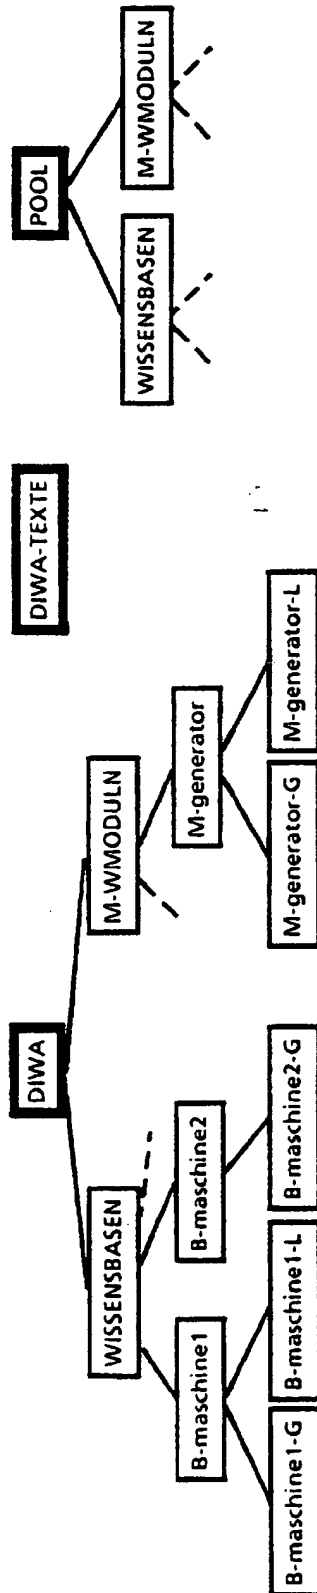 DIWA
DIWA-TEXTE
POOL
WISSENSBASEN
M-WMODULN
WISSENSBASEN
M-WMODULN
B-maschine1
B-maschine2
M-generator
B-maschine1-G
B-maschine1-L
B-maschine2-G
M-generator-G
M-generator-L